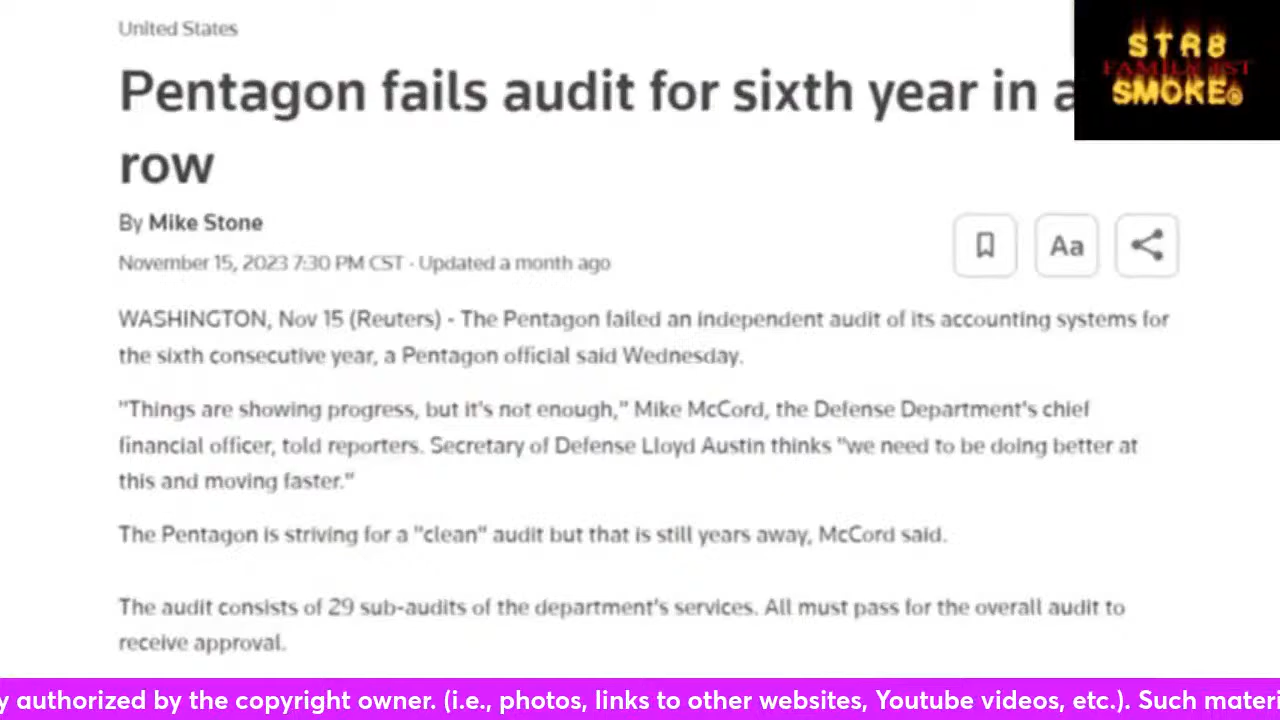 United States
Pentagon fails audit for sixth year in a
row
By Mike Stone
November 15, 2023 7:30 PM CST · Updated a month ago
Aa
WASHINGTON, Nov 15 (Reuters) - The Pentagon failed an independent audit of its accounting systems for
the sixth consecutive year, a Pentagon official said Wednesday.
"Things are showing progress, but it's not enough," Mike McCord, the Defense Department's chief
financial officer, told reporters. Secretary of Defense Lloyd Austin thinks "we need to be doing better at
this and moving faster."
The Pentagon is striving for a "clean" audit but that is still years away, McCord said.
The audit consists of 29 sub-audits of the department's services. All must pass for the overall audit to
receive approval.
STR8
SMOKE
y authorized by the copyright owner. (i.e., photos, links to other websites, Youtube videos, etc.). Such materi